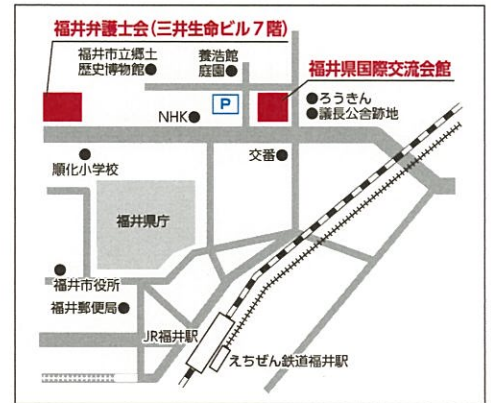 福井弁護士会(三井生命ビル7階)
福井市立郷土
歴史博物館●
養浩館
庭園●
福井県国際交流会館
P
NHK●
●ろうきん
●議長公舎跡地
交番●
順化小学校
福井県庁
福井市役所
福井郵便局●
JR福井駅
えちぜん鉄道福井駅